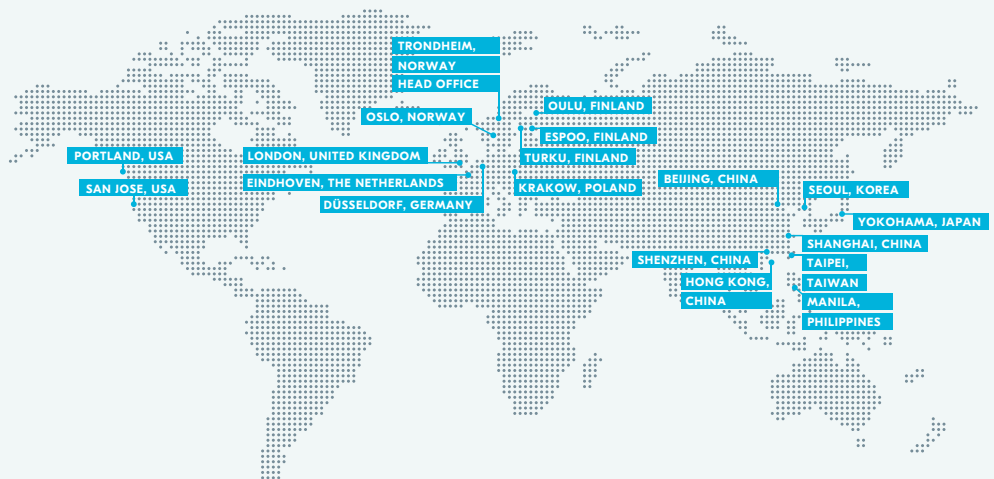 TRONDHEIM,
NORWAY
HEAD OFFICE
OULU, FINLAND
OSLO, NORWAY
ESPOO, FINLAND
PORTLAND, USA
LONDON, UNITED KINGDOM
TURKU, FINLAND
SAN JOSE, USA
EINDHOVEN, THE NETHERLANDS
KRAKOW, POLAND
BEIJING, CHINA
SEOUL, KOREA
DÜSSELDORF, GERMANY
YOKOHAMA, JAPAN
SHANGHAI, CHINA
SHENZHEN, CHINA
TAIPEI,
TAIWAN
HONG KONG,
CHINA
MANILA,
PHILIPPINES